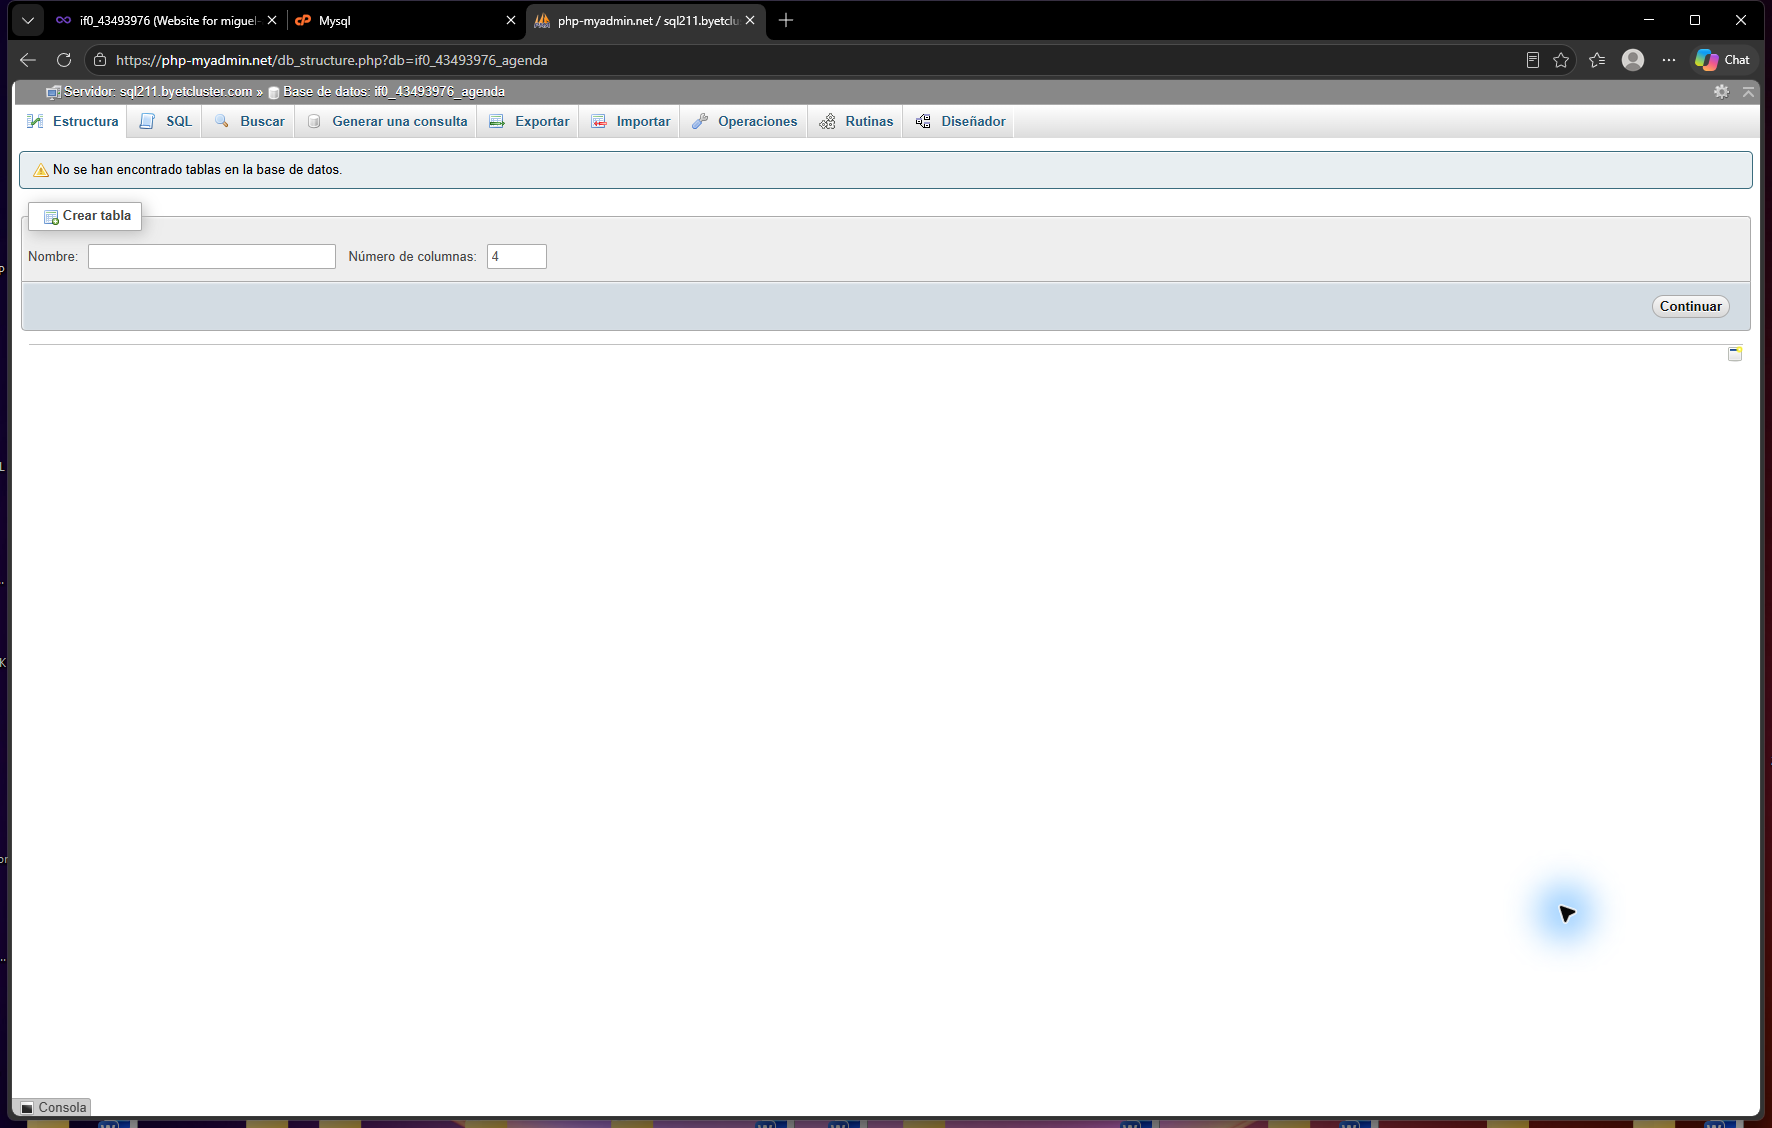 if0_43493976 (Website for miguel-
Mysql
php-myadmin.net / sql211.byetclu
https://php-myadmin.net/db_structure.php?db=if0_43493976_agenda
Chat
Servidor: sql211.byetcluster.com » Base de datos: if0_43493976_agenda
Estructura SQL Buscar Generar una consulta Exportar Importar Operaciones Rutinas Diseñador
No se han encontrado tablas en la base de datos.
Crear tabla
Nombre: Número de columnas: 4
Continuar
Consola